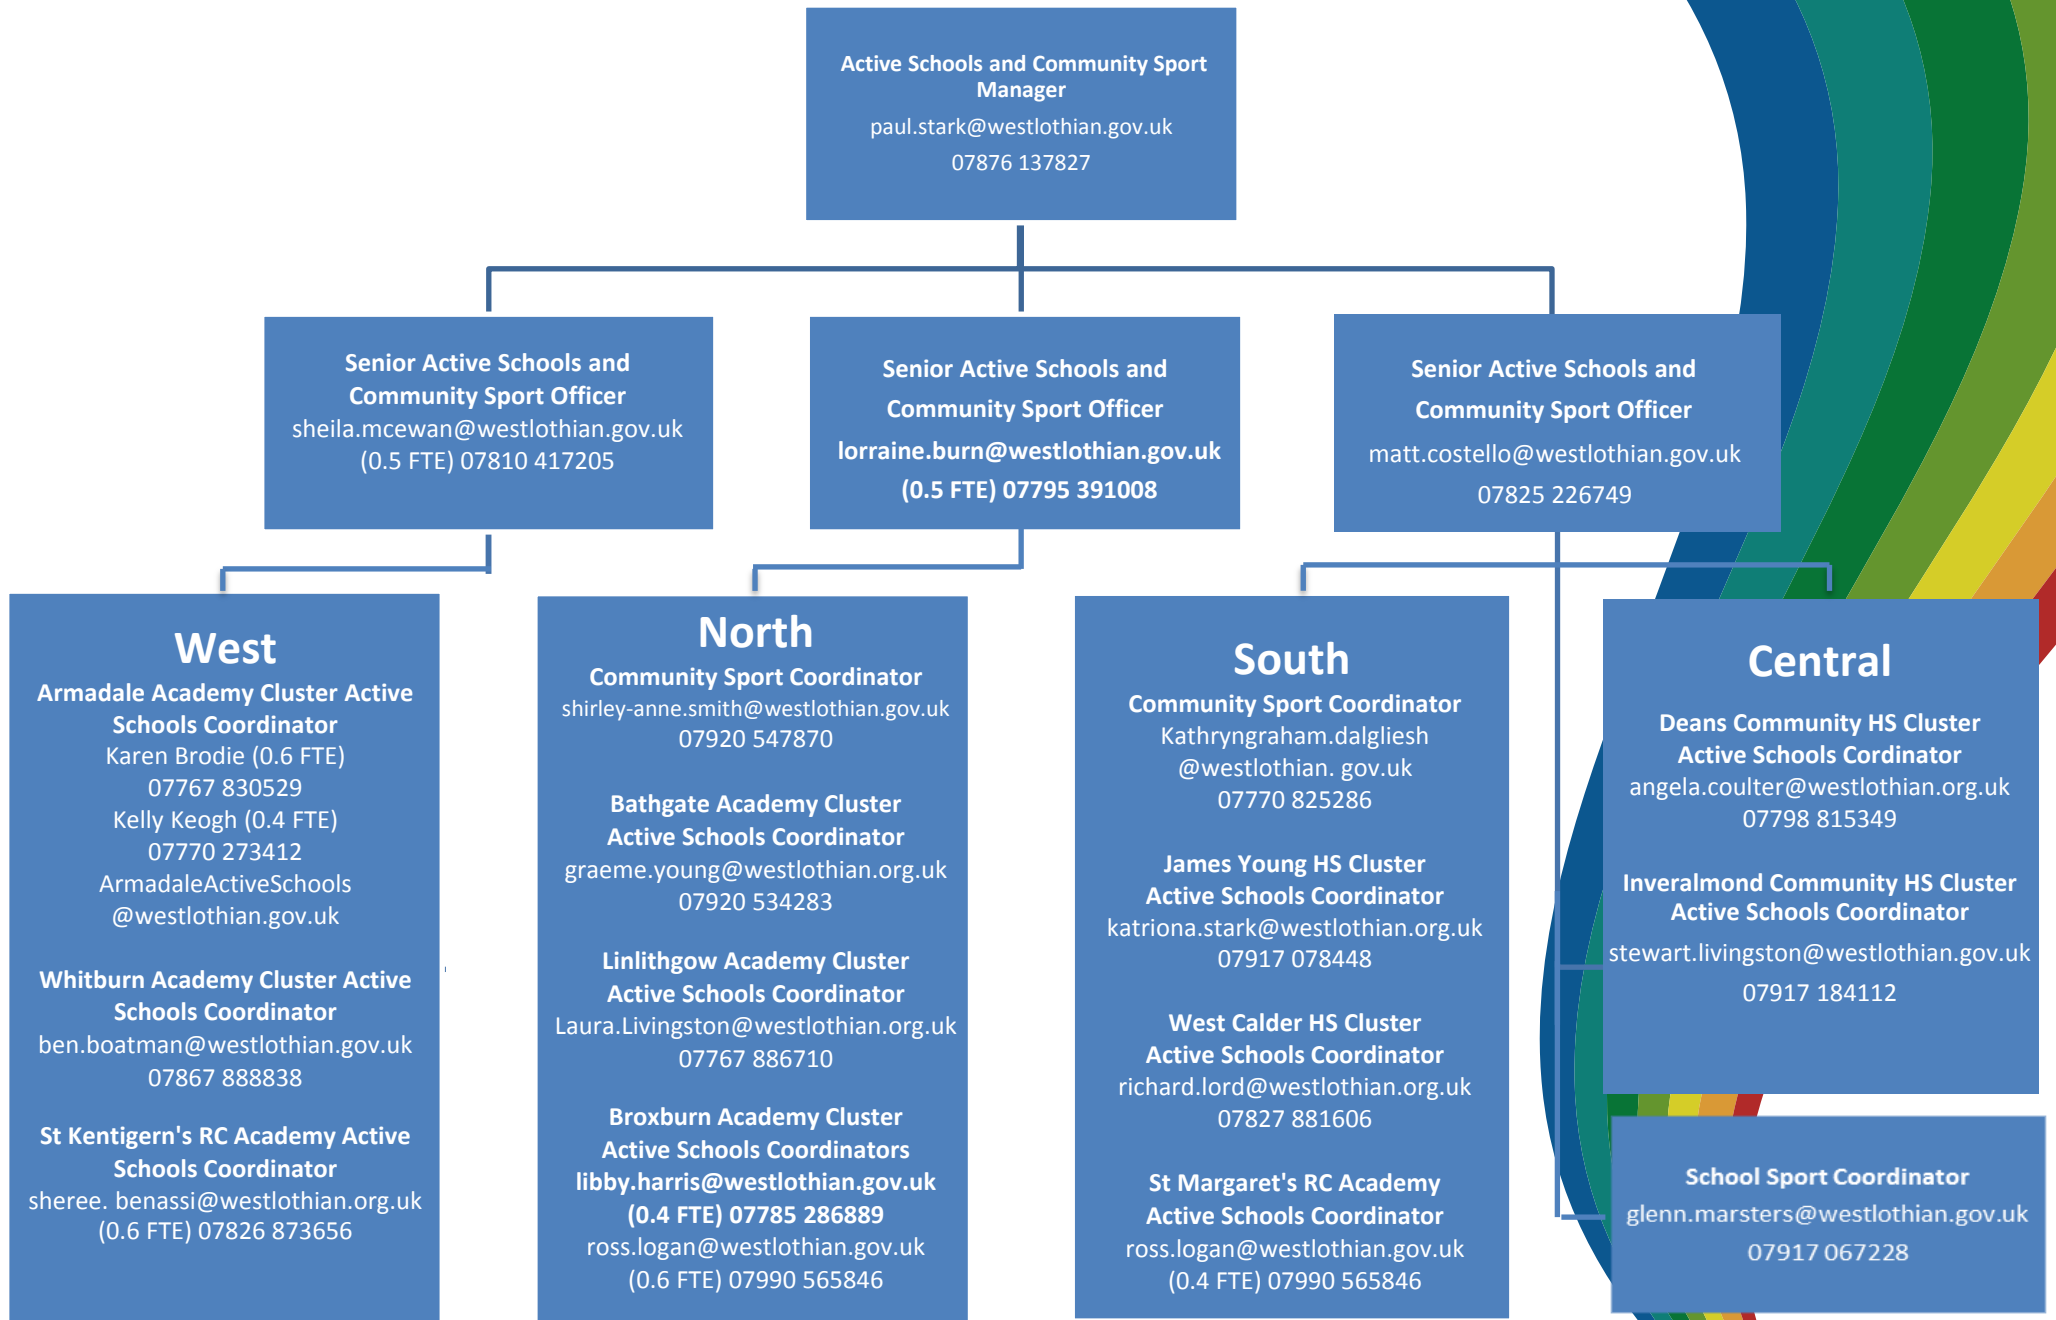 Active Schools and Community Sport
Manager
paul.stark@westlothian.gov.uk
07876 137827
Senior Active Schools and
Community Sport Officer
sheila.mcewan@westlothian.gov.uk
(0.5 FTE) 07810 417205
Senior Active Schools and
Community Sport Officer
lorraine.burn@westlothian.gov.uk
(0.5 FTE) 07795 391008
Senior Active Schools and
Community Sport Officer
matt.costello@westlothian.gov.uk
07825 226749
West
Armadale Academy Cluster Active
Schools Coordinator
Karen Brodie (0.6 FTE)
07767 830529
Kelly Keogh (0.4 FTE)
07770 273412
ArmadaleActiveSchools
@westlothian.gov.uk
Whitburn Academy Cluster Active
Schools Coordinator
ben.boatman@westlothian.gov.uk
07867 888838
St Kentigern's RC Academy Active
Schools Coordinator
sheree. benassi@westlothian.org.uk
(0.6 FTE) 07826 873656
North
Community Sport Coordinator
shirley-anne.smith@westlothian.gov.uk
07920 547870
Bathgate Academy Cluster
Active Schools Coordinator
graeme.young@westlothian.org.uk
07920 534283
Linlithgow Academy Cluster
Active Schools Coordinator
Laura.Livingston@westlothian.org.uk
07767 886710
Broxburn Academy Cluster
Active Schools Coordinators
libby.harris@westlothian.gov.uk
(0.4 FTE) 07785 286889
ross.logan@westlothian.gov.uk
(0.6 FTE) 07990 565846
South
Community Sport Coordinator
Kathryngraham.dalgliesh
@westlothian. gov.uk
07770 825286
James Young HS Cluster
Active Schools Coordinator
katriona.stark@westlothian.org.uk
07917 078448
West Calder HS Cluster
Active Schools Coordinator
richard.lord@westlothian.org.uk
07827 881606
St Margaret's RC Academy
Active Schools Coordinator
ross.logan@westlothian.gov.uk
(0.4 FTE) 07990 565846
Central
Deans Community HS Cluster
Active Schools Cordinator
angela.coulter@westlothian.org.uk
07798 815349
Inveralmond Community HS Cluster
Active Schools Coordinator
stewart.livingston@westlothian.gov.uk
07917 184112
School Sport Coordinator
glenn.marsters@westlothian.gov.uk
07917 067228